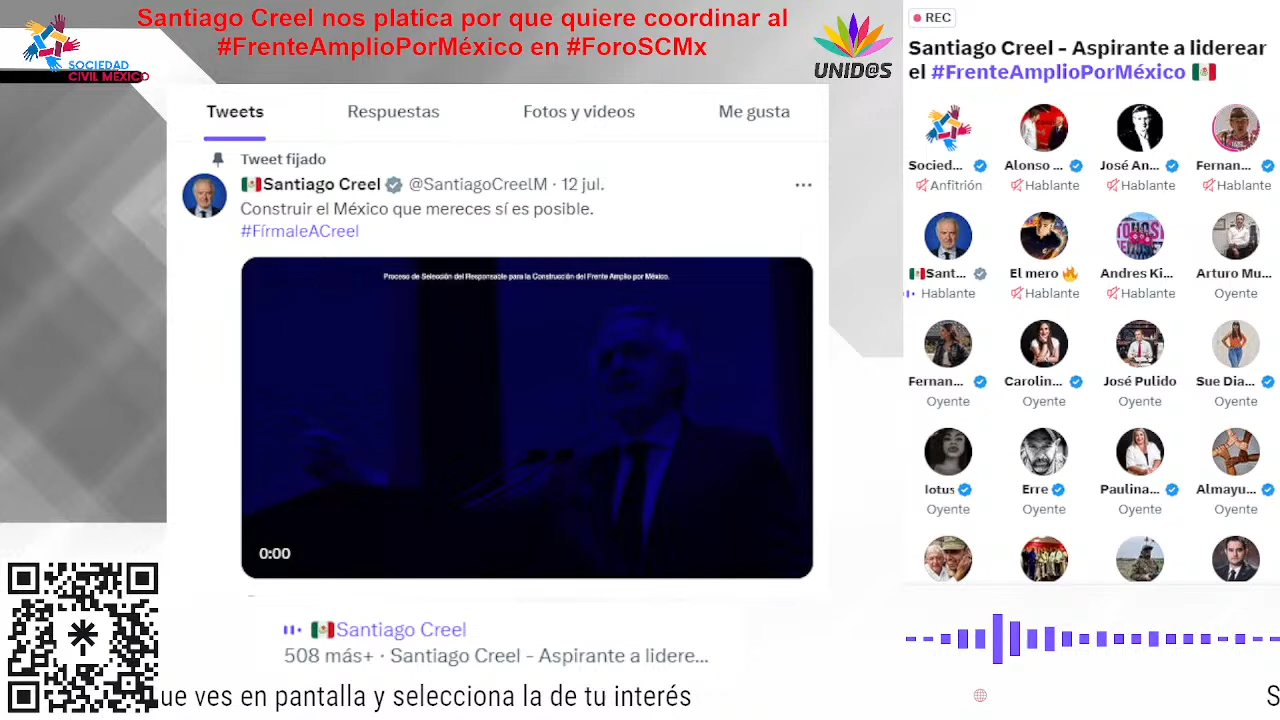 Santiago Creel nos platica por que quiere coordinar al
#FrenteAmplioPorMéxico en #ForoSCMx
SOCIEDAD
CIVIL MÉXICO
UNID@S
REC
Santiago Creel - Aspirante a liderear
el #FrenteAmplioPorMéxico
Tweets Respuestas Fotos y videos Me gusta
Tweet fijado
Santiago Creel @SantiagoCreelM · 12 jul.
Construir el México que mereces sí es posible.
#FírmaleACreel
Proceso de Selección del Responsable para la Construcción del Frente Amplio por México.
0:00
Santiago Creel
508 más+ · Santiago Creel - Aspirante a lidere...
Socied... Alonso ... José An... Fernan...
Anfitrión Hablante Hablante Hablante
Sant... El mero Andres Ki... Arturo Mu...
Hablante Hablante Hablante Oyente
Fernan... Carolin... José Pulido Sue Dia...
Oyente Oyente Oyente Oyente
lotus Erre Paulina... Almayu...
Oyente Oyente Oyente Oyente
ue ves en pantalla y selecciona la de tu interés
S